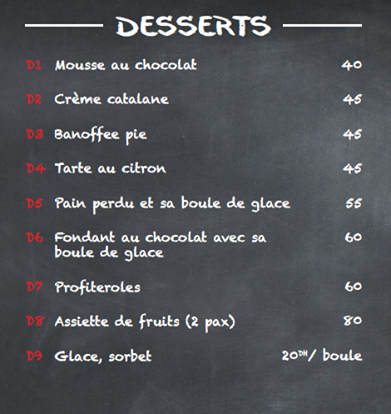 DESSERTS
D1 Mousse au chocolat 40
D2 Crème catalane 45
D3 Banoffee pie 45
D4 Tarte au citron 45
D5 Pain perdu et sa boule de glace 55
D6 Fondant au chocolat avec sa 60
boule de glace
D7 Profiteroles 60
D8 Assiette de fruits (2 pax) 80
D9 Glace, sorbet 20DH/ boule